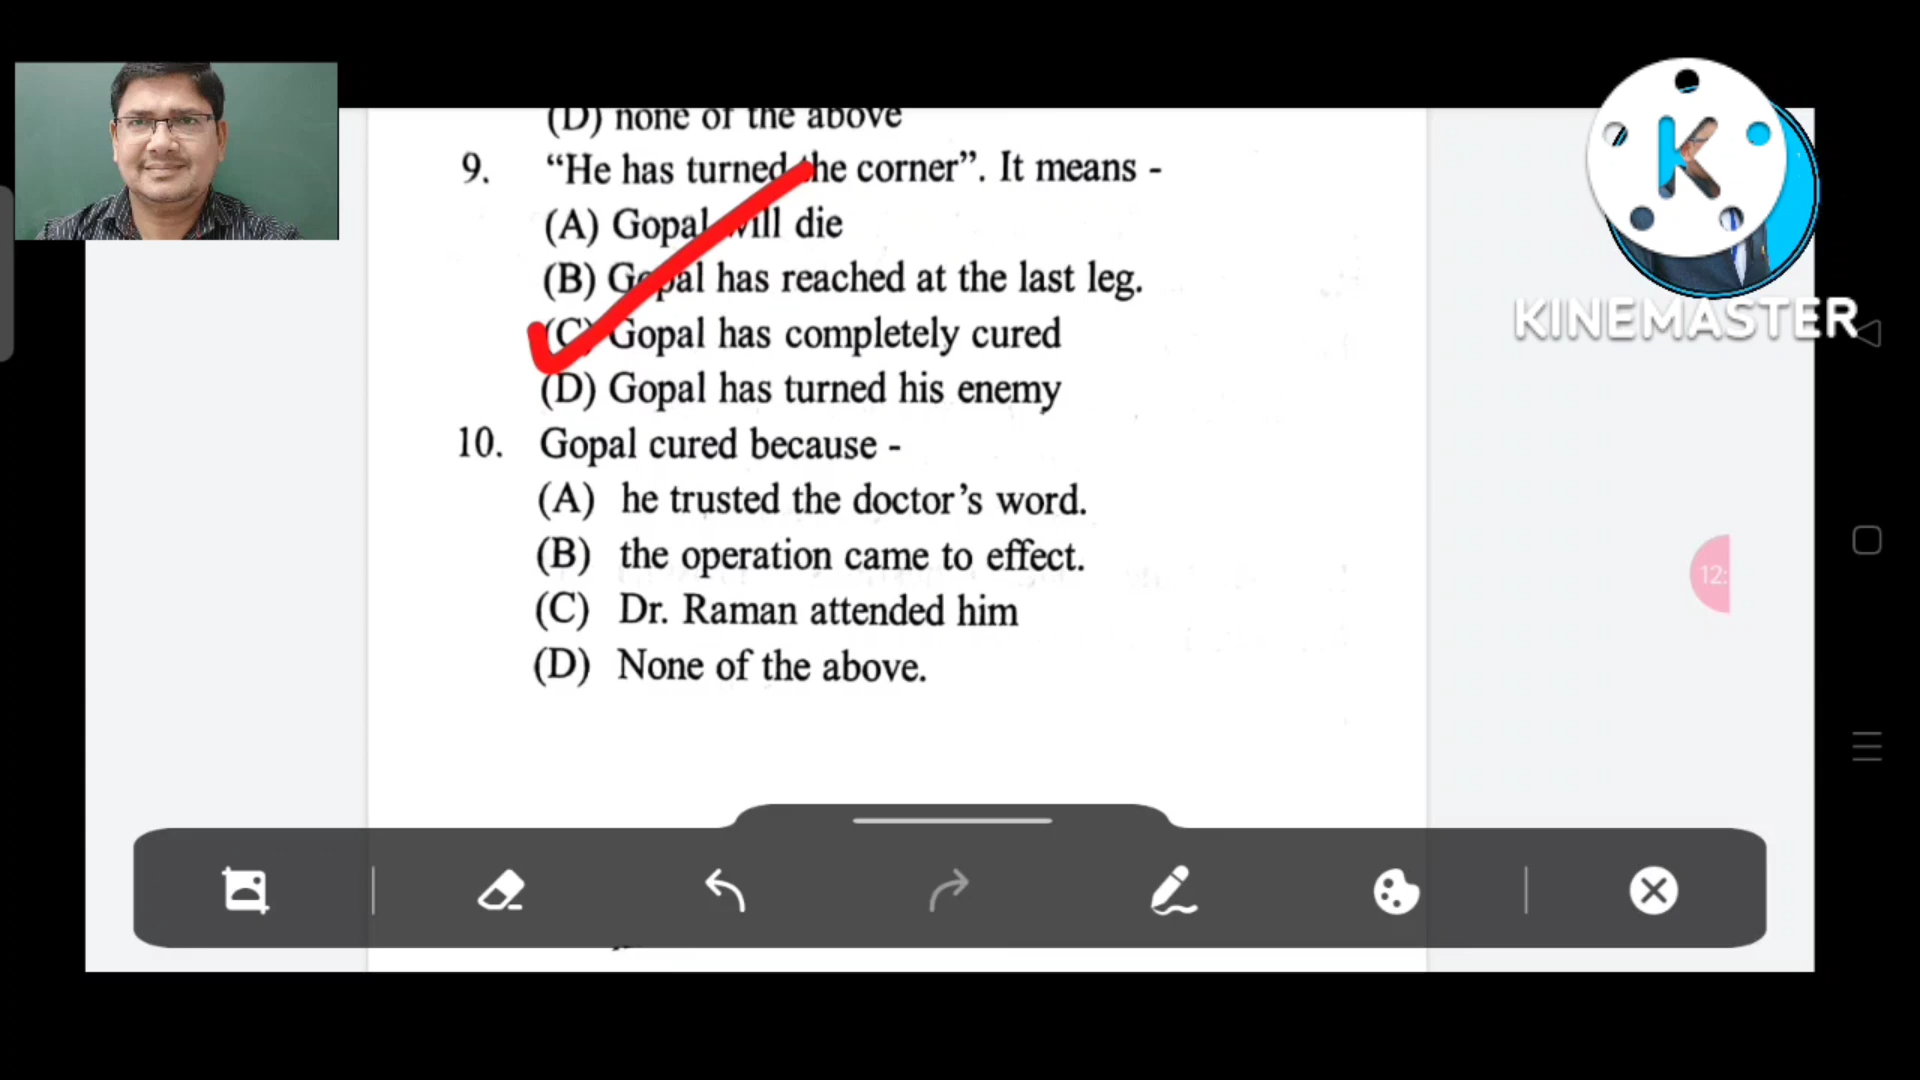 (D) none of the above
9. “He has turned the corner”. It means -
(A) Gopal will die
(B) Gopal has reached at the last leg.
(C) Gopal has completely cured
(D) Gopal has turned his enemy
10. Gopal cured because -
(A) he trusted the doctor’s word.
(B) the operation came to effect.
(C) Dr. Raman attended him
(D) None of the above.
K
KINEMASTER
12: